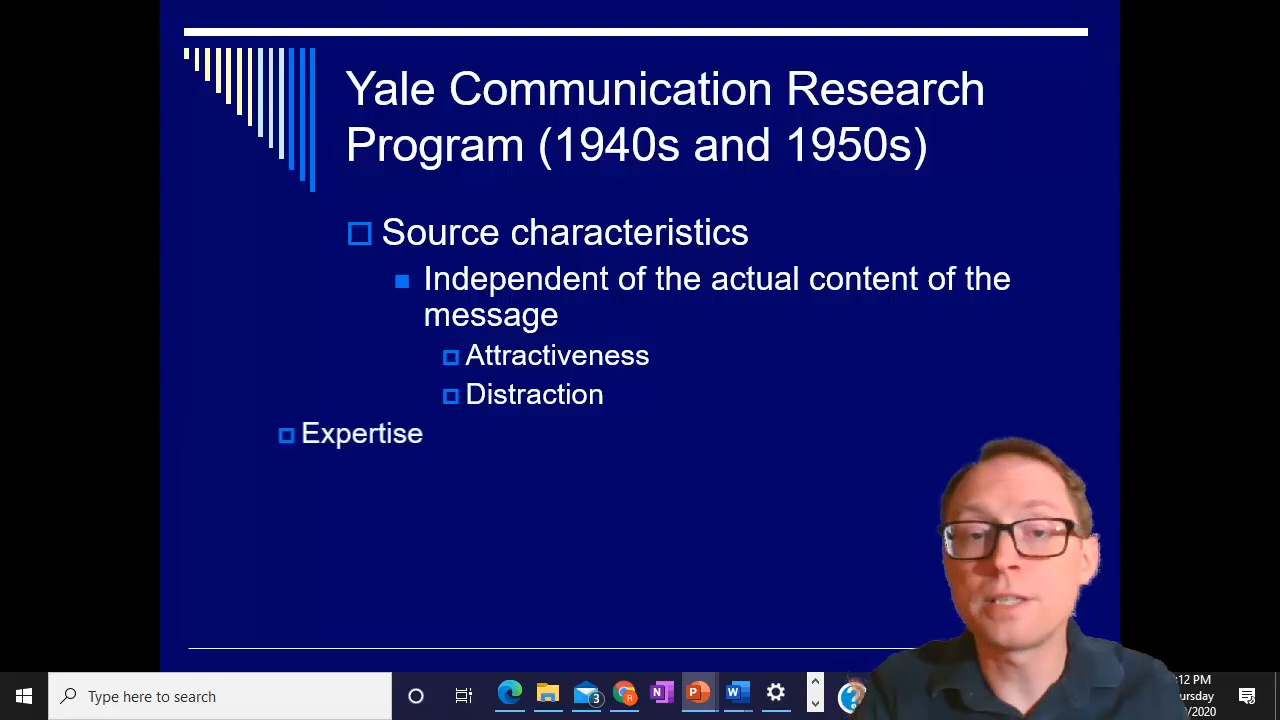 Yale Communication Research
Program (1940s and 1950s)
Source characteristics
Independent of the actual content of the
message
Attractiveness
Distraction
Expertise
Type here to search
3
R
N
P
W
?
:12 PM
ursday
/2020